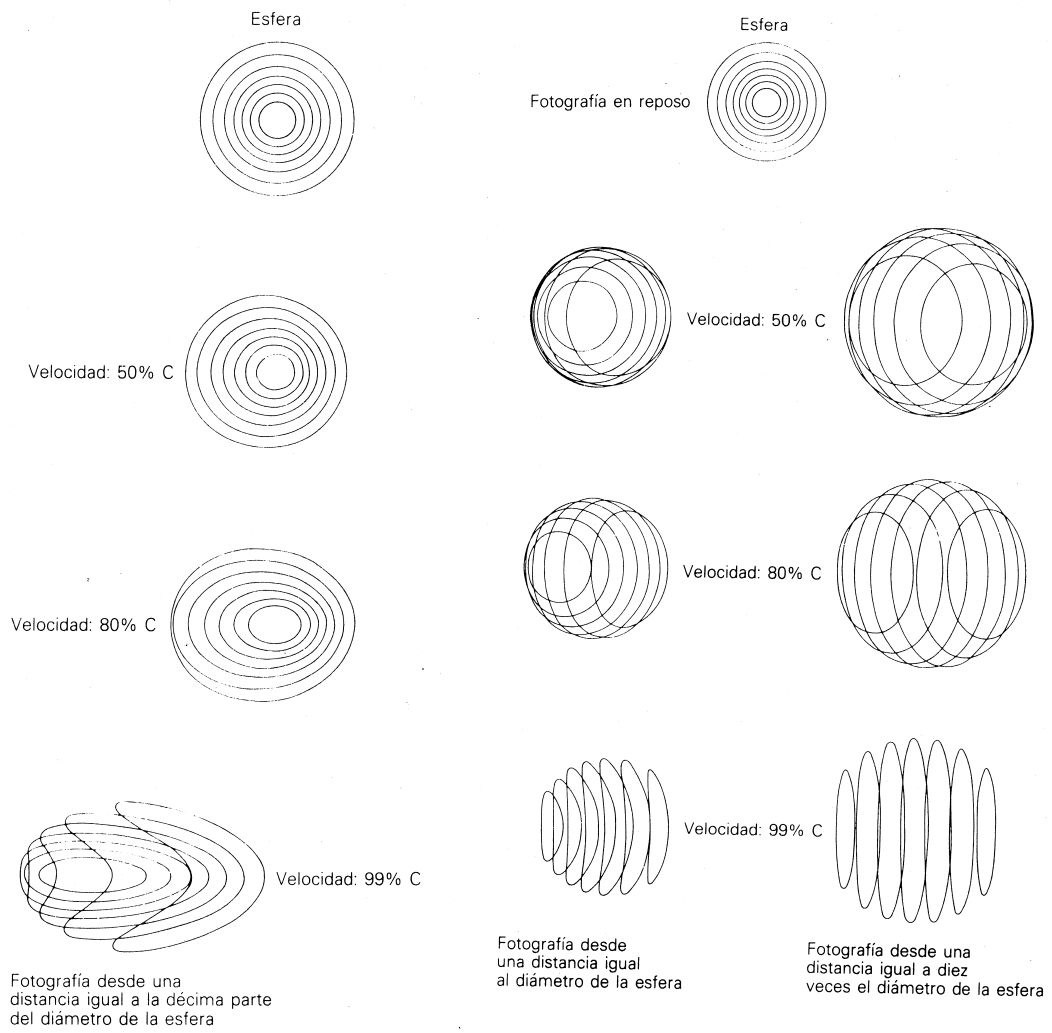 Esfera
Esfera
Fotografía en reposo
Velocidad: 50% C
Velocidad: 50% C
Velocidad: 80% C
Velocidad: 80% C
Velocidad: 99% C
Velocidad: 99% C
Fotografía desde una
distancia igual a la décima parte
del diámetro de la esfera
Fotografía desde
una distancia igual
al diámetro de la esfera
Fotografía desde una
distancia igual a diez
veces el diámetro de la esfera